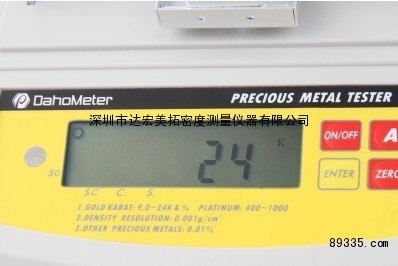 DahoMeter
PRECIOUS METAL TESTER
深圳市达宏美拓密度测量仪器有限公司
ON/OFF A
SG 24 K
ENTER ZERO
SC C. S.
1.GOLD KARAT: 9.0~24K & % PLATINUM: 400~1000
2.DENSITY RESOLUTION: 0.001g/cm³
3.OTHER PRECIOUS METALS: 0.01%
89335.com